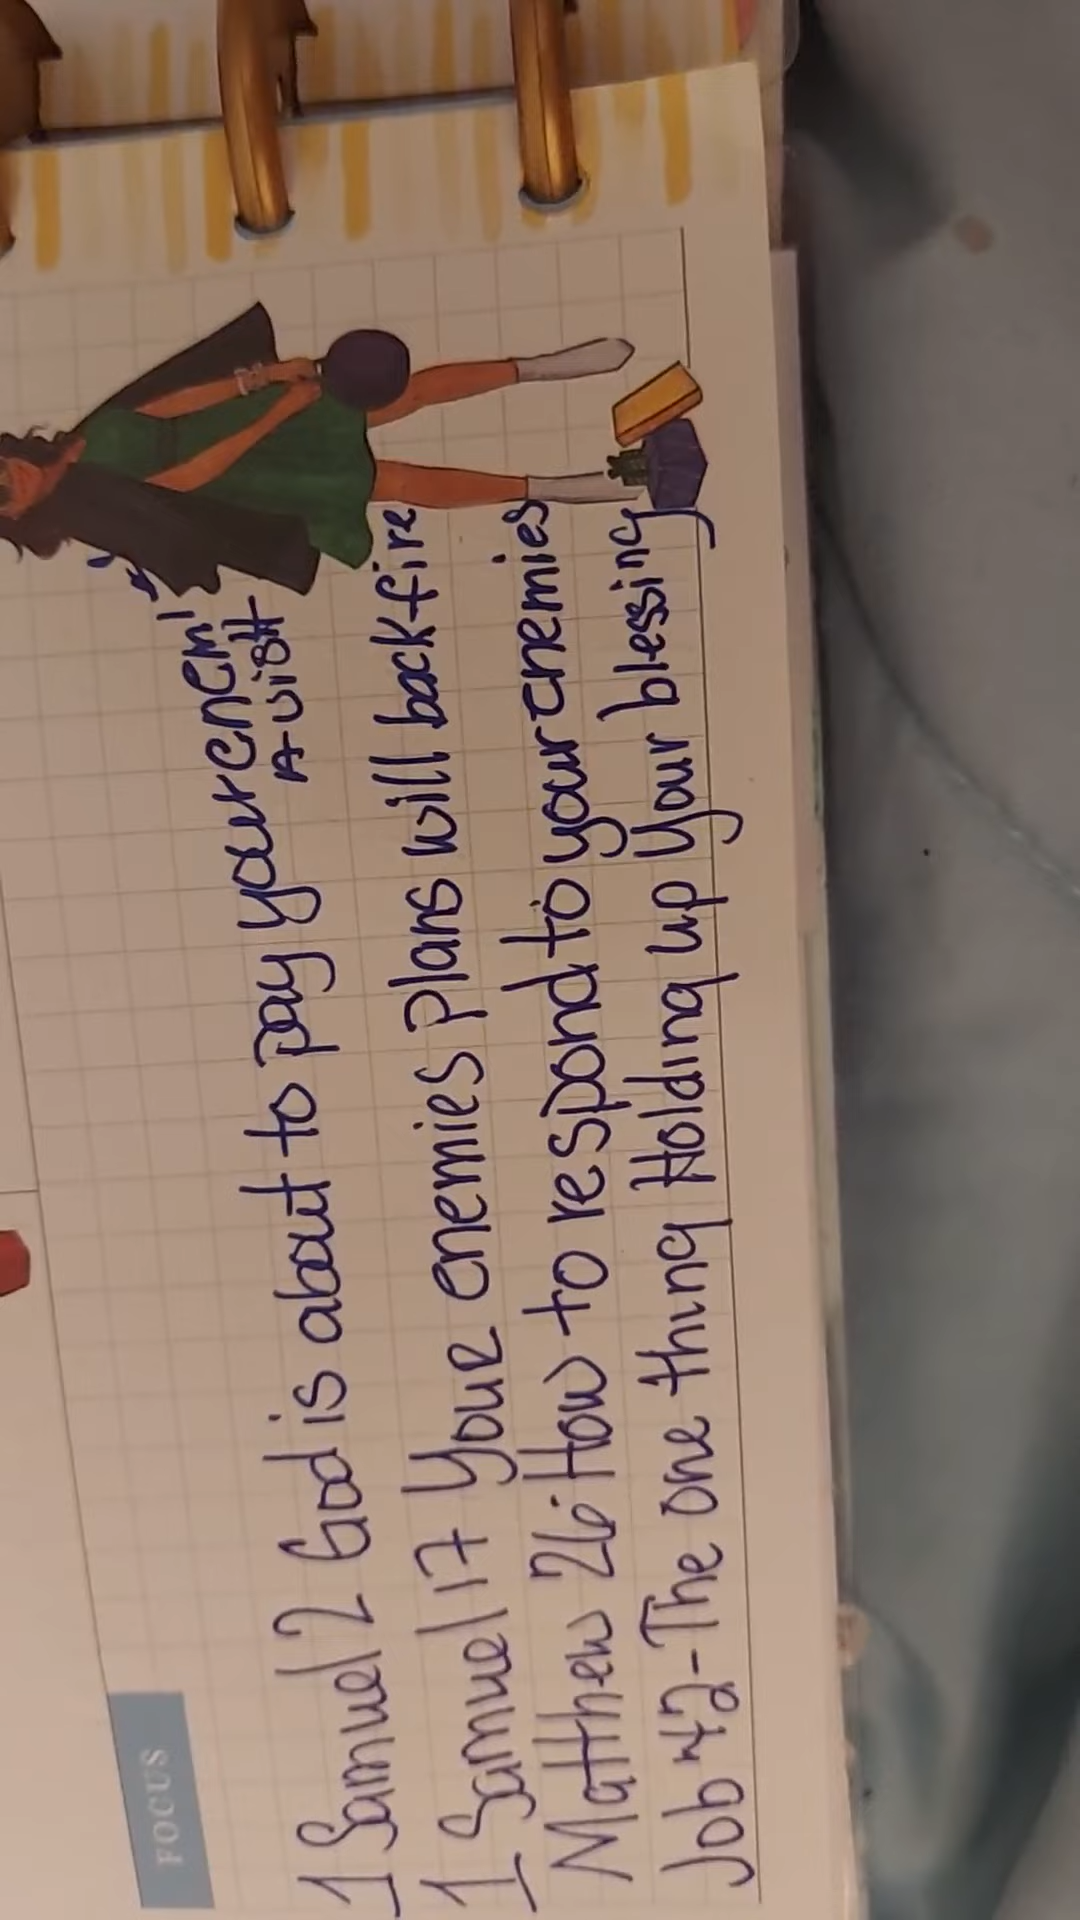 FOCUS
1 Samuel 2 God is about to pay your enemies
A visit
1 Samuel 17 Your enemies plans will backfire
Matthew 26: How to respond to your enemies
Job 42 - The one thing Holding up your blessing